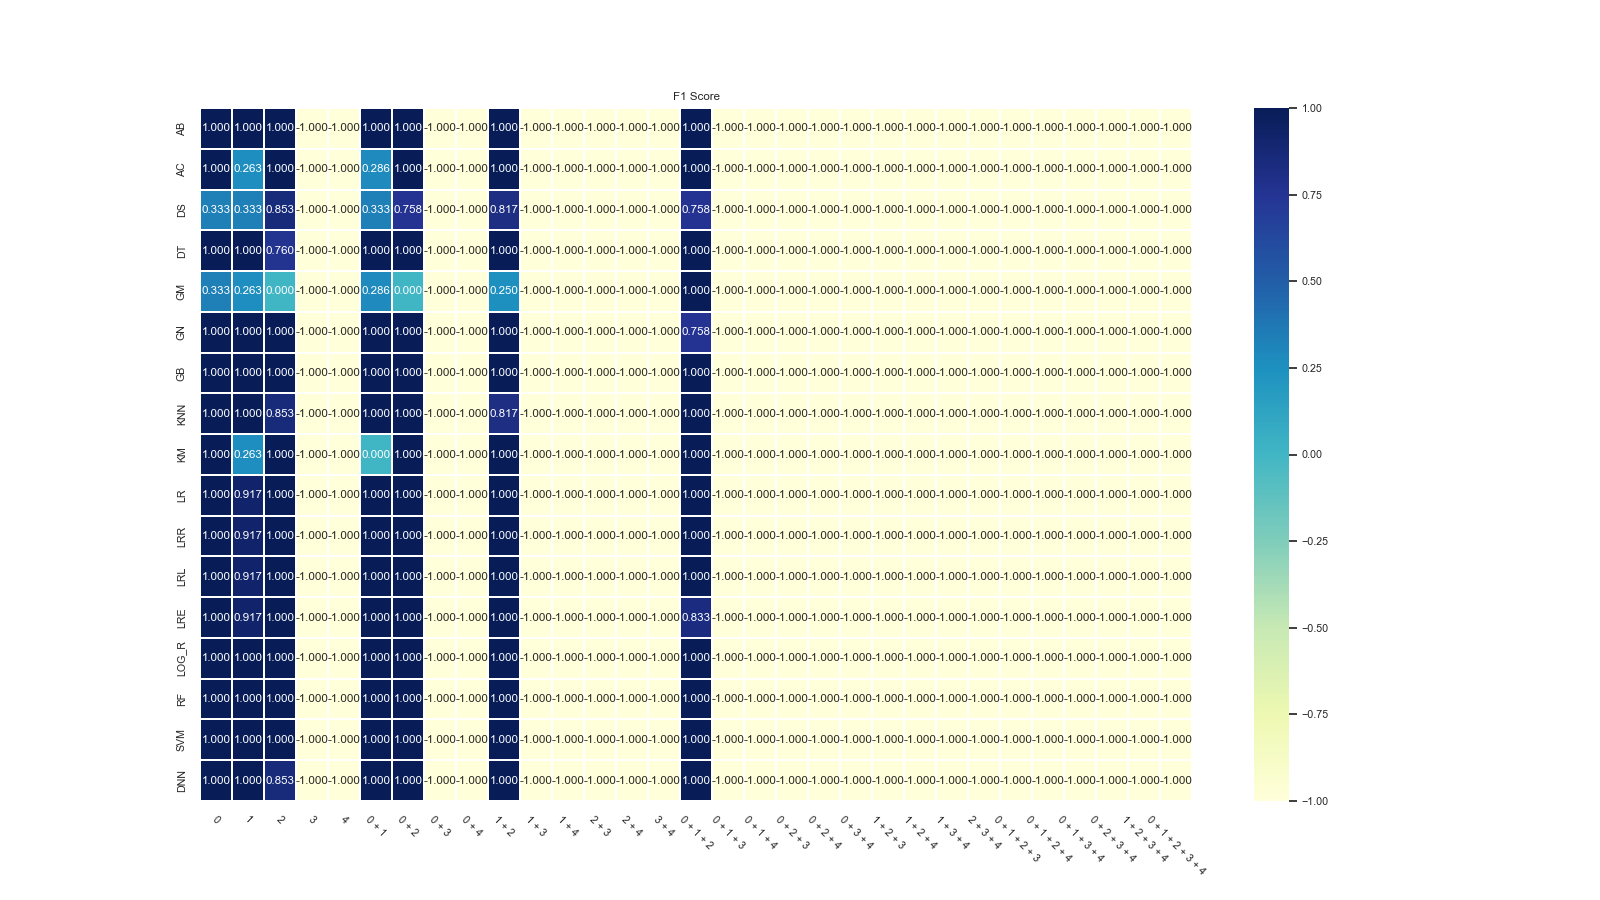 F1 Score
AB 1.000 1.000 1.000 -1.000 -1.000 1.000 1.000 -1.000 -1.000 1.000 -1.000 -1.000 -1.000 -1.000 -1.000 1.000 -1.000 -1.000 -1.000 -1.000 -1.000 -1.000 -1.000 -1.000 -1.000 -1.000 -1.000 -1.000 -1.000 -1.000 -1.000
AC 1.000 0.263 1.000 -1.000 -1.000 0.286 1.000 -1.000 -1.000 1.000 -1.000 -1.000 -1.000 -1.000 -1.000 1.000 -1.000 -1.000 -1.000 -1.000 -1.000 -1.000 -1.000 -1.000 -1.000 -1.000 -1.000 -1.000 -1.000 -1.000 -1.000
DS 0.333 0.333 0.853 -1.000 -1.000 0.333 0.758 -1.000 -1.000 0.817 -1.000 -1.000 -1.000 -1.000 -1.000 0.758 -1.000 -1.000 -1.000 -1.000 -1.000 -1.000 -1.000 -1.000 -1.000 -1.000 -1.000 -1.000 -1.000 -1.000 -1.000
DT 1.000 1.000 0.760 -1.000 -1.000 1.000 1.000 -1.000 -1.000 1.000 -1.000 -1.000 -1.000 -1.000 -1.000 1.000 -1.000 -1.000 -1.000 -1.000 -1.000 -1.000 -1.000 -1.000 -1.000 -1.000 -1.000 -1.000 -1.000 -1.000 -1.000
GM 0.333 0.263 0.000 -1.000 -1.000 0.286 0.000 -1.000 -1.000 0.250 -1.000 -1.000 -1.000 -1.000 -1.000 1.000 -1.000 -1.000 -1.000 -1.000 -1.000 -1.000 -1.000 -1.000 -1.000 -1.000 -1.000 -1.000 -1.000 -1.000 -1.000
GN 1.000 1.000 1.000 -1.000 -1.000 1.000 1.000 -1.000 -1.000 1.000 -1.000 -1.000 -1.000 -1.000 -1.000 0.758 -1.000 -1.000 -1.000 -1.000 -1.000 -1.000 -1.000 -1.000 -1.000 -1.000 -1.000 -1.000 -1.000 -1.000 -1.000
GB 1.000 1.000 1.000 -1.000 -1.000 1.000 1.000 -1.000 -1.000 1.000 -1.000 -1.000 -1.000 -1.000 -1.000 1.000 -1.000 -1.000 -1.000 -1.000 -1.000 -1.000 -1.000 -1.000 -1.000 -1.000 -1.000 -1.000 -1.000 -1.000 -1.000
KNN 1.000 1.000 0.853 -1.000 -1.000 1.000 1.000 -1.000 -1.000 0.817 -1.000 -1.000 -1.000 -1.000 -1.000 1.000 -1.000 -1.000 -1.000 -1.000 -1.000 -1.000 -1.000 -1.000 -1.000 -1.000 -1.000 -1.000 -1.000 -1.000 -1.000
KM 1.000 0.263 1.000 -1.000 -1.000 0.000 1.000 -1.000 -1.000 1.000 -1.000 -1.000 -1.000 -1.000 -1.000 1.000 -1.000 -1.000 -1.000 -1.000 -1.000 -1.000 -1.000 -1.000 -1.000 -1.000 -1.000 -1.000 -1.000 -1.000 -1.000
LR 1.000 0.917 1.000 -1.000 -1.000 1.000 1.000 -1.000 -1.000 1.000 -1.000 -1.000 -1.000 -1.000 -1.000 1.000 -1.000 -1.000 -1.000 -1.000 -1.000 -1.000 -1.000 -1.000 -1.000 -1.000 -1.000 -1.000 -1.000 -1.000 -1.000
LRR 1.000 0.917 1.000 -1.000 -1.000 1.000 1.000 -1.000 -1.000 1.000 -1.000 -1.000 -1.000 -1.000 -1.000 1.000 -1.000 -1.000 -1.000 -1.000 -1.000 -1.000 -1.000 -1.000 -1.000 -1.000 -1.000 -1.000 -1.000 -1.000 -1.000
LRL 1.000 0.917 1.000 -1.000 -1.000 1.000 1.000 -1.000 -1.000 1.000 -1.000 -1.000 -1.000 -1.000 -1.000 1.000 -1.000 -1.000 -1.000 -1.000 -1.000 -1.000 -1.000 -1.000 -1.000 -1.000 -1.000 -1.000 -1.000 -1.000 -1.000
LRE 1.000 0.917 1.000 -1.000 -1.000 1.000 1.000 -1.000 -1.000 1.000 -1.000 -1.000 -1.000 -1.000 -1.000 0.833 -1.000 -1.000 -1.000 -1.000 -1.000 -1.000 -1.000 -1.000 -1.000 -1.000 -1.000 -1.000 -1.000 -1.000 -1.000
LOG_R 1.000 1.000 1.000 -1.000 -1.000 1.000 1.000 -1.000 -1.000 1.000 -1.000 -1.000 -1.000 -1.000 -1.000 1.000 -1.000 -1.000 -1.000 -1.000 -1.000 -1.000 -1.000 -1.000 -1.000 -1.000 -1.000 -1.000 -1.000 -1.000 -1.000
RF 1.000 1.000 1.000 -1.000 -1.000 1.000 1.000 -1.000 -1.000 1.000 -1.000 -1.000 -1.000 -1.000 -1.000 1.000 -1.000 -1.000 -1.000 -1.000 -1.000 -1.000 -1.000 -1.000 -1.000 -1.000 -1.000 -1.000 -1.000 -1.000 -1.000
SVM 1.000 1.000 1.000 -1.000 -1.000 1.000 1.000 -1.000 -1.000 1.000 -1.000 -1.000 -1.000 -1.000 -1.000 1.000 -1.000 -1.000 -1.000 -1.000 -1.000 -1.000 -1.000 -1.000 -1.000 -1.000 -1.000 -1.000 -1.000 -1.000 -1.000
DNN 1.000 1.000 0.853 -1.000 -1.000 1.000 1.000 -1.000 -1.000 1.000 -1.000 -1.000 -1.000 -1.000 -1.000 1.000 -1.000 -1.000 -1.000 -1.000 -1.000 -1.000 -1.000 -1.000 -1.000 -1.000 -1.000 -1.000 -1.000 -1.000 -1.000
0
1
2
3
4
0 + 1
0 + 2
0 + 3
0 + 4
1 + 2
1 + 3
1 + 4
2 + 3
2 + 4
3 + 4
0 + 1 + 2
0 + 1 + 3
0 + 1 + 4
0 + 2 + 3
0 + 2 + 4
0 + 3 + 4
1 + 2 + 3
1 + 2 + 4
1 + 3 + 4
2 + 3 + 4
0 + 1 + 2 + 3
0 + 1 + 2 + 4
0 + 1 + 3 + 4
0 + 2 + 3 + 4
1 + 2 + 3 + 4
0 + 1 + 2 + 3 + 4
1.00
0.75
0.50
0.25
0.00
−0.25
−0.50
−0.75
−1.00